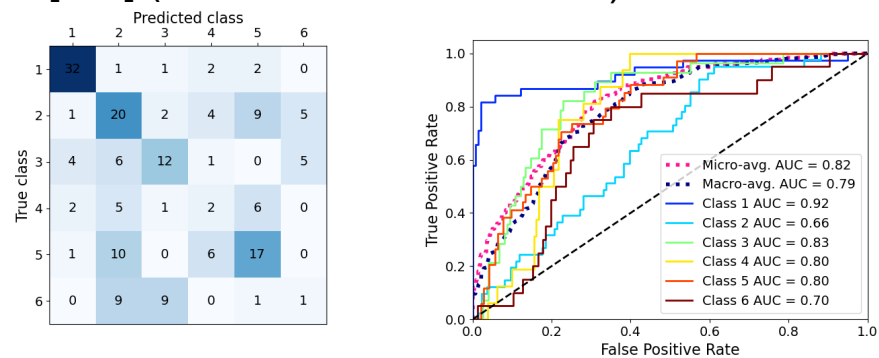 Predicted class
1 2 3 4 5 6
True class
1 32 1 1 2 2 0
2 1 20 2 4 9 5
3 4 6 12 1 0 5
4 2 5 1 2 6 0
5 1 10 0 6 17 0
6 0 9 9 0 1 1
True Positive Rate
1.0
0.8
0.6
0.4
0.2
0.0
Micro-avg. AUC = 0.82
Macro-avg. AUC = 0.79
Class 1 AUC = 0.92
Class 2 AUC = 0.66
Class 3 AUC = 0.83
Class 4 AUC = 0.80
Class 5 AUC = 0.80
Class 6 AUC = 0.70
0.0 0.2 0.4 0.6 0.8 1.0
False Positive Rate